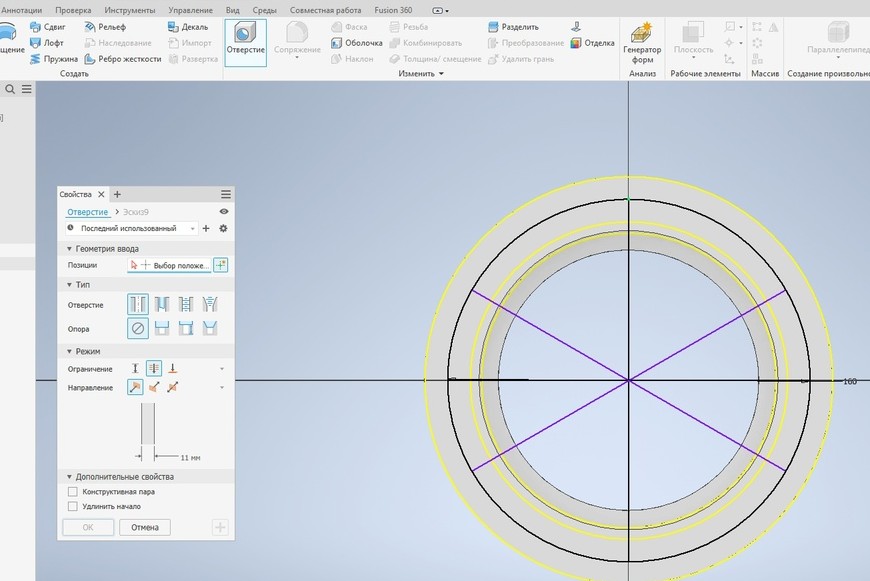 Аннотации Проверка Инструменты Управление Вид Среды Совместная работа Fusion 360
Сдвиг Рельеф Декаль Фаска Резьба Разделить
Лофт Наследование Импорт Оболочка Комбинировать Преобразование Отделка
Пружина Ребро жесткости Развертка Наклон Толщина/ смещение Удалить грань
щение Отверстие Сопряжение Генератор форм Плоскость Параллелепипед
Создать Изменить Анализ Рабочие элементы Массив Создание произвольн
Свойства
Отверстие > Эскиз9
Последний использованный
Геометрия ввода
Позиции Выбор положе...
Тип
Отверстие
Опора
Режим
Ограничение
Направление
160
11 мм
Дополнительные свойства
Конструктивная пара
Удлинить начало
ОК Отмена